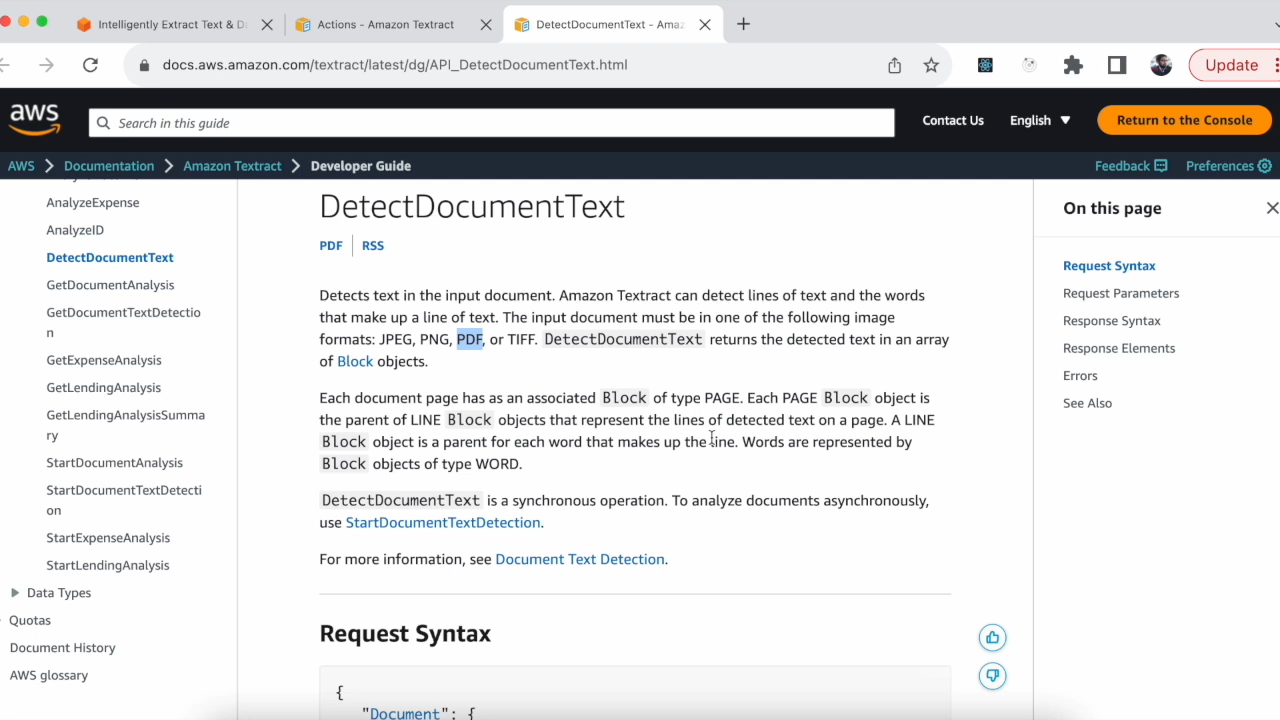 Intelligently Extract Text & D
Actions - Amazon Textract
DetectDocumentText - Amaz
docs.aws.amazon.com/textract/latest/dg/API_DetectDocumentText.html
Update
aws
Search in this guide
Contact Us
English
Return to the Console
AWS
Documentation
Amazon Textract
Developer Guide
Feedback
Preferences
AnalyzeExpense
AnalyzeID
DetectDocumentText
GetDocumentAnalysis
GetDocumentTextDetectio
n
GetExpenseAnalysis
GetLendingAnalysis
GetLendingAnalysisSumma
ry
StartDocumentAnalysis
StartDocumentTextDetecti
on
StartExpenseAnalysis
StartLendingAnalysis
Data Types
Quotas
Document History
AWS glossary
DetectDocumentText
PDF
RSS
Detects text in the input document. Amazon Textract can detect lines of text and the words
that make up a line of text. The input document must be in one of the following image
formats: JPEG, PNG, PDF, or TIFF. DetectDocumentText returns the detected text in an array
of Block objects.
Each document page has as an associated Block of type PAGE. Each PAGE Block object is
the parent of LINE Block objects that represent the lines of detected text on a page. A LINE
Block object is a parent for each word that makes up the line. Words are represented by
Block objects of type WORD.
DetectDocumentText is a synchronous operation. To analyze documents asynchronously,
use StartDocumentTextDetection.
For more information, see Document Text Detection.
Request Syntax
{
"Document": {
On this page
Request Syntax
Request Parameters
Response Syntax
Response Elements
Errors
See Also